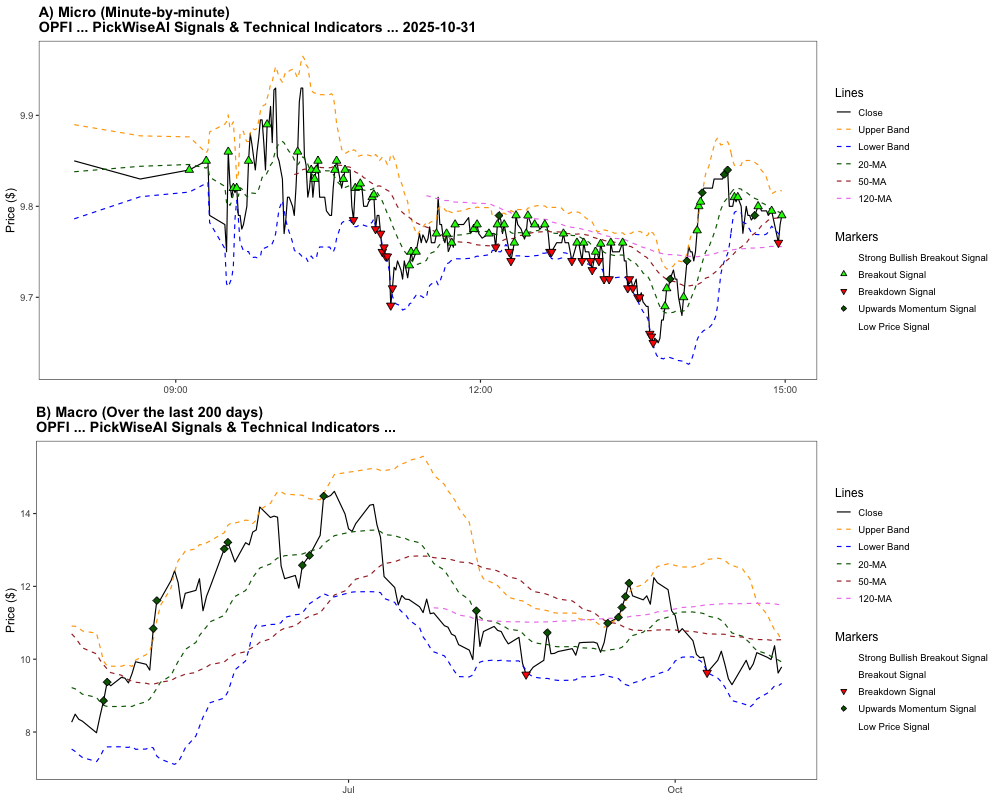 A) Micro (Minute-by-minute)
OPFI ... PickWiseAI Signals & Technical Indicators ... 2025-10-31
Price ($)
9.9
9.8
9.7
09:00
12:00
15:00
Lines
Close
Upper Band
Lower Band
20-MA
50-MA
120-MA
Markers
Strong Bullish Breakout Signal
Breakout Signal
Breakdown Signal
Upwards Momentum Signal
Low Price Signal
B) Macro (Over the last 200 days)
OPFI ... PickWiseAI Signals & Technical Indicators ...
Price ($)
14
12
10
8
Jul
Oct
Lines
Close
Upper Band
Lower Band
20-MA
50-MA
120-MA
Markers
Strong Bullish Breakout Signal
Breakout Signal
Breakdown Signal
Upwards Momentum Signal
Low Price Signal